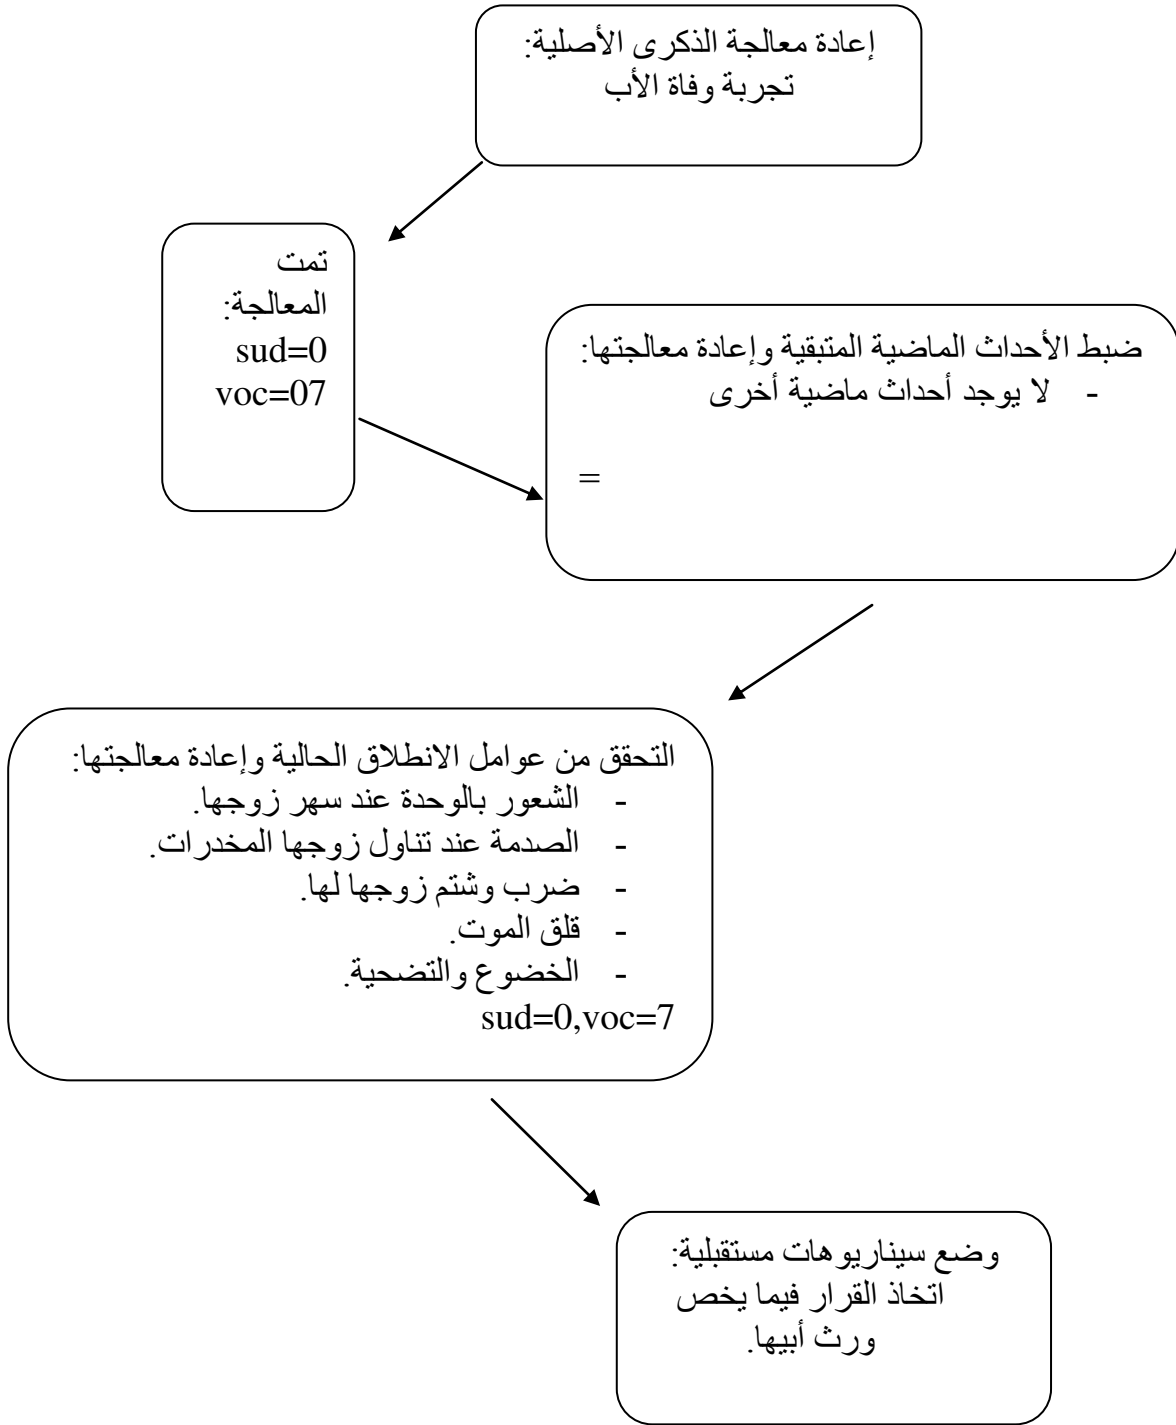 إعادة معالجة الذكرى الأصلية:
تجربة وفاة الأب
تمت
المعالجة:
sud=0
voc=07
ضبط الأحداث الماضية المتبقية وإعادة معالجتها:
- لا يوجد أحداث ماضية أخرى
=
التحقق من عوامل الانطلاق الحالية وإعادة معالجتها:
- الشعور بالوحدة عند سهر زوجها.
- الصدمة عند تناول زوجها المخدرات.
- ضرب وشتم زوجها لها.
- قلق الموت.
- الخضوع والتضحية.
sud=0,voc=7
وضع سيناريوهات مستقبلية:
اتخاذ القرار فيما يخص
ورث أبيها.